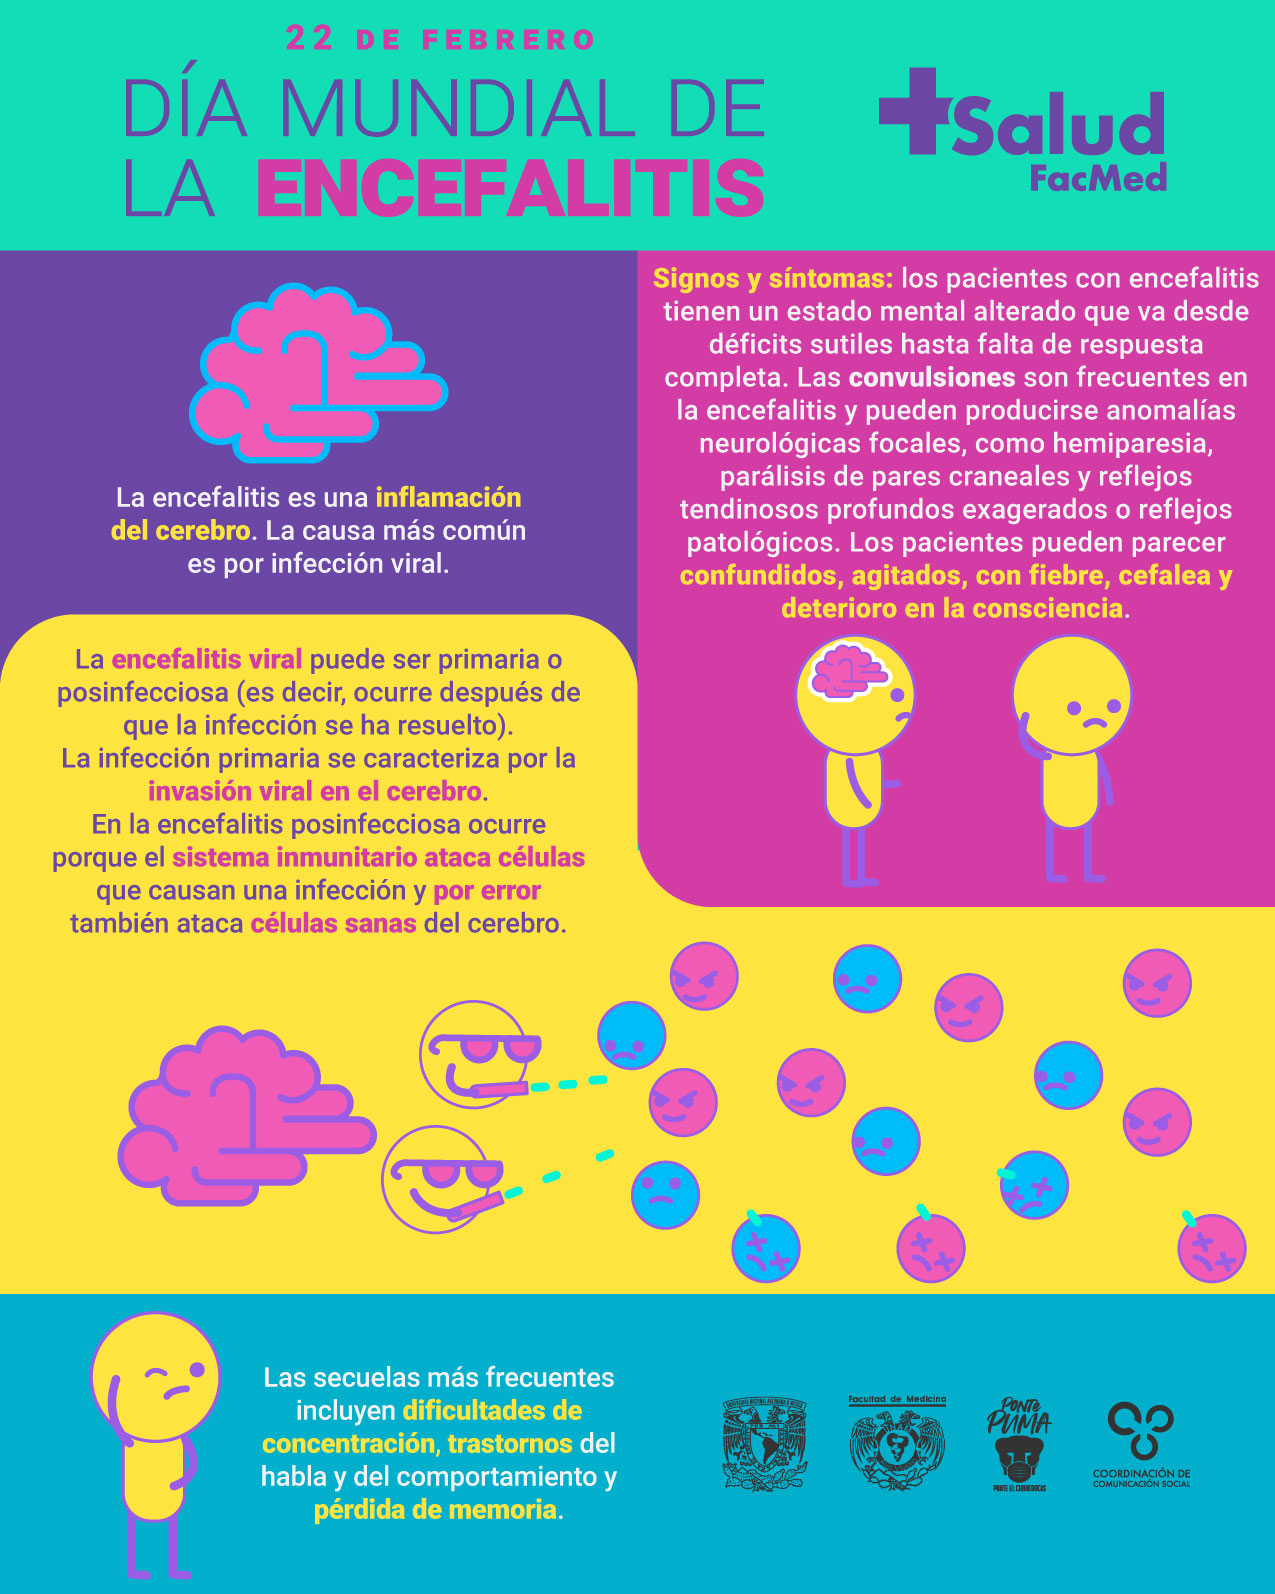 22 DE FEBRERO
DÍA MUNDIAL DE
LA ENCEFALITIS
Salud
FacMed
La encefalitis es una inflamación
del cerebro. La causa más común
es por infección viral.
Signos y síntomas: los pacientes con encefalitis
tienen un estado mental alterado que va desde
déficits sutiles hasta falta de respuesta
completa. Las convulsiones son frecuentes en
la encefalitis y pueden producirse anomalías
neurológicas focales, como hemiparesia,
parálisis de pares craneales y reflejos
tendinosos profundos exagerados o reflejos
patológicos. Los pacientes pueden parecer
confundidos, agitados, con fiebre, cefalea y
deterioro en la consciencia.
La encefalitis viral puede ser primaria o
posinfecciosa (es decir, ocurre después de
que la infección se ha resuelto).
La infección primaria se caracteriza por la
invasión viral en el cerebro.
En la encefalitis posinfecciosa ocurre
porque el sistema inmunitario ataca células
que causan una infección y por error
también ataca células sanas del cerebro.
Las secuelas más frecuentes
incluyen dificultades de
concentración, trastornos del
habla y del comportamiento y
pérdida de memoria.
Facultad de Medicina
PONTE
PUMA
PONTE EL CUBREBOCAS
COORDINACIÓN DE
COMUNICACIÓN SOCIAL